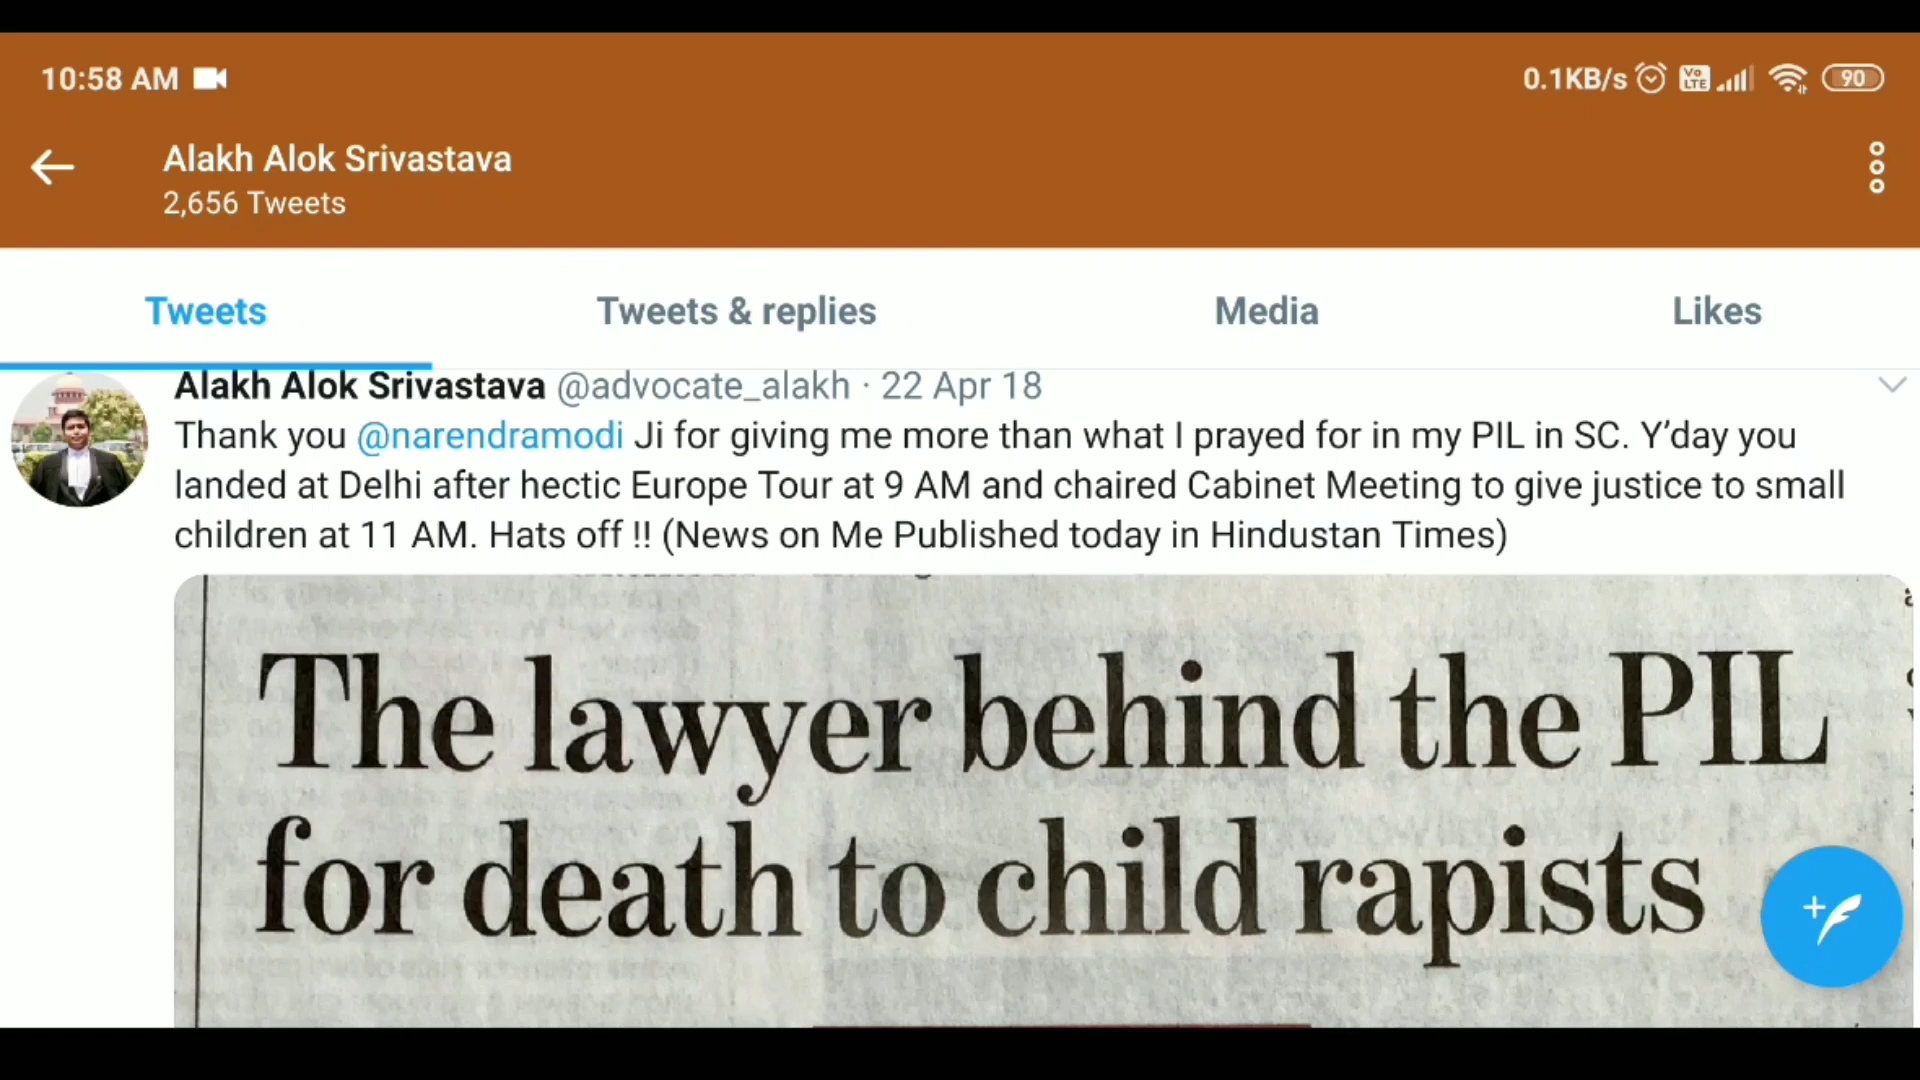 10:58 AM
0.1KB/s Vo LTE 90
Alakh Alok Srivastava
2,656 Tweets
Tweets Tweets & replies Media Likes
Alakh Alok Srivastava @advocate_alakh · 22 Apr 18
Thank you @narendramodi Ji for giving me more than what I prayed for in my PIL in SC. Y’day you
landed at Delhi after hectic Europe Tour at 9 AM and chaired Cabinet Meeting to give justice to small
children at 11 AM. Hats off !! (News on Me Published today in Hindustan Times)
The lawyer behind the PIL
for death to child rapists